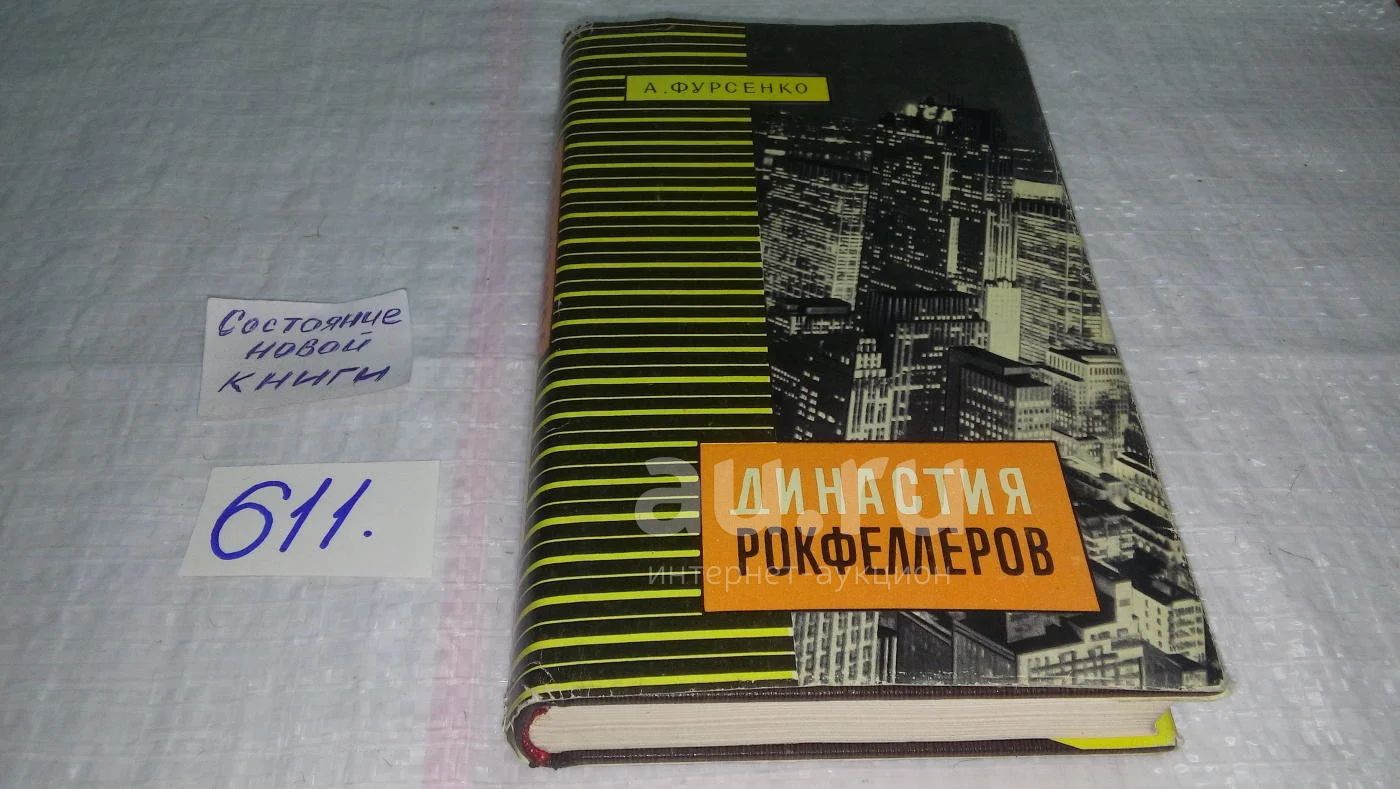 А. ФУРСЕНКО
Состояние
новой
книги
611.
ДИНАСТИЯ
РОКФЕЛЛЕРОВ
au.ru
интернет-аукцион